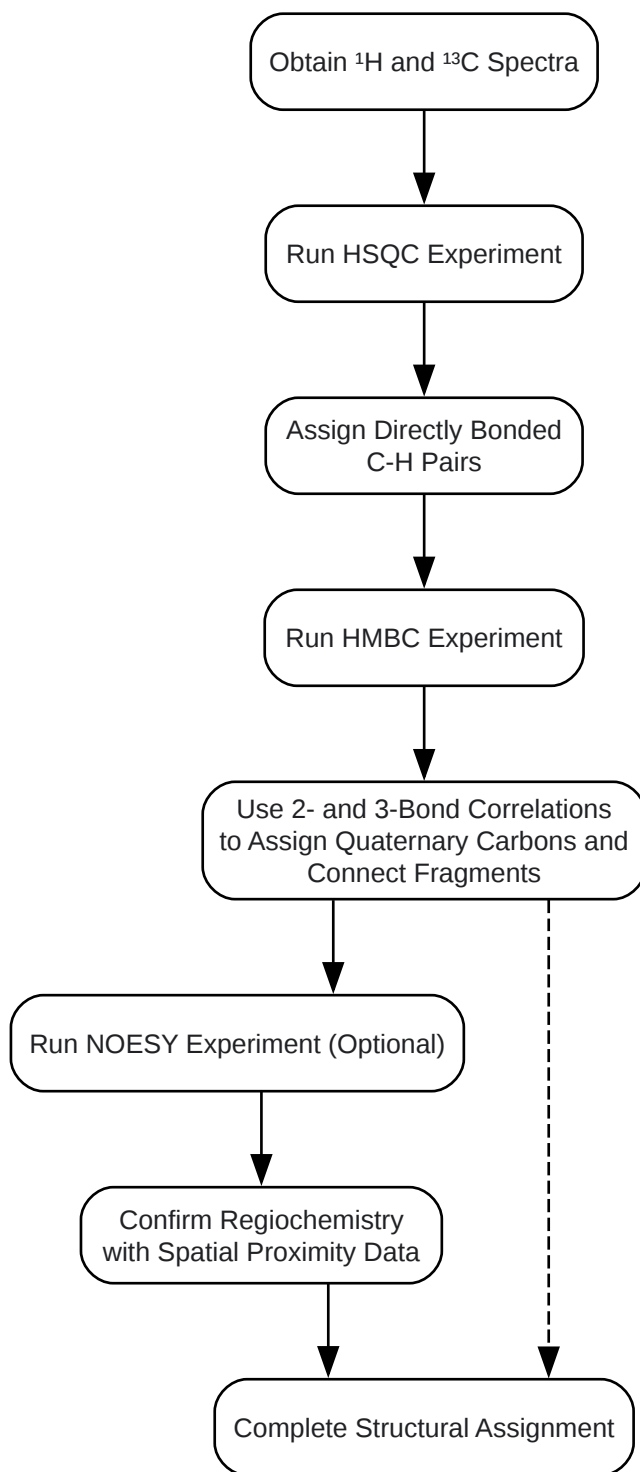 Obtain ¹H and ¹³C Spectra
Run HSQC Experiment
Assign Directly Bonded
C-H Pairs
Run HMBC Experiment
Use 2- and 3-Bond Correlations
to Assign Quaternary Carbons and
Connect Fragments
Run NOESY Experiment (Optional)
Confirm Regiochemistry
with Spatial Proximity Data
Complete Structural Assignment